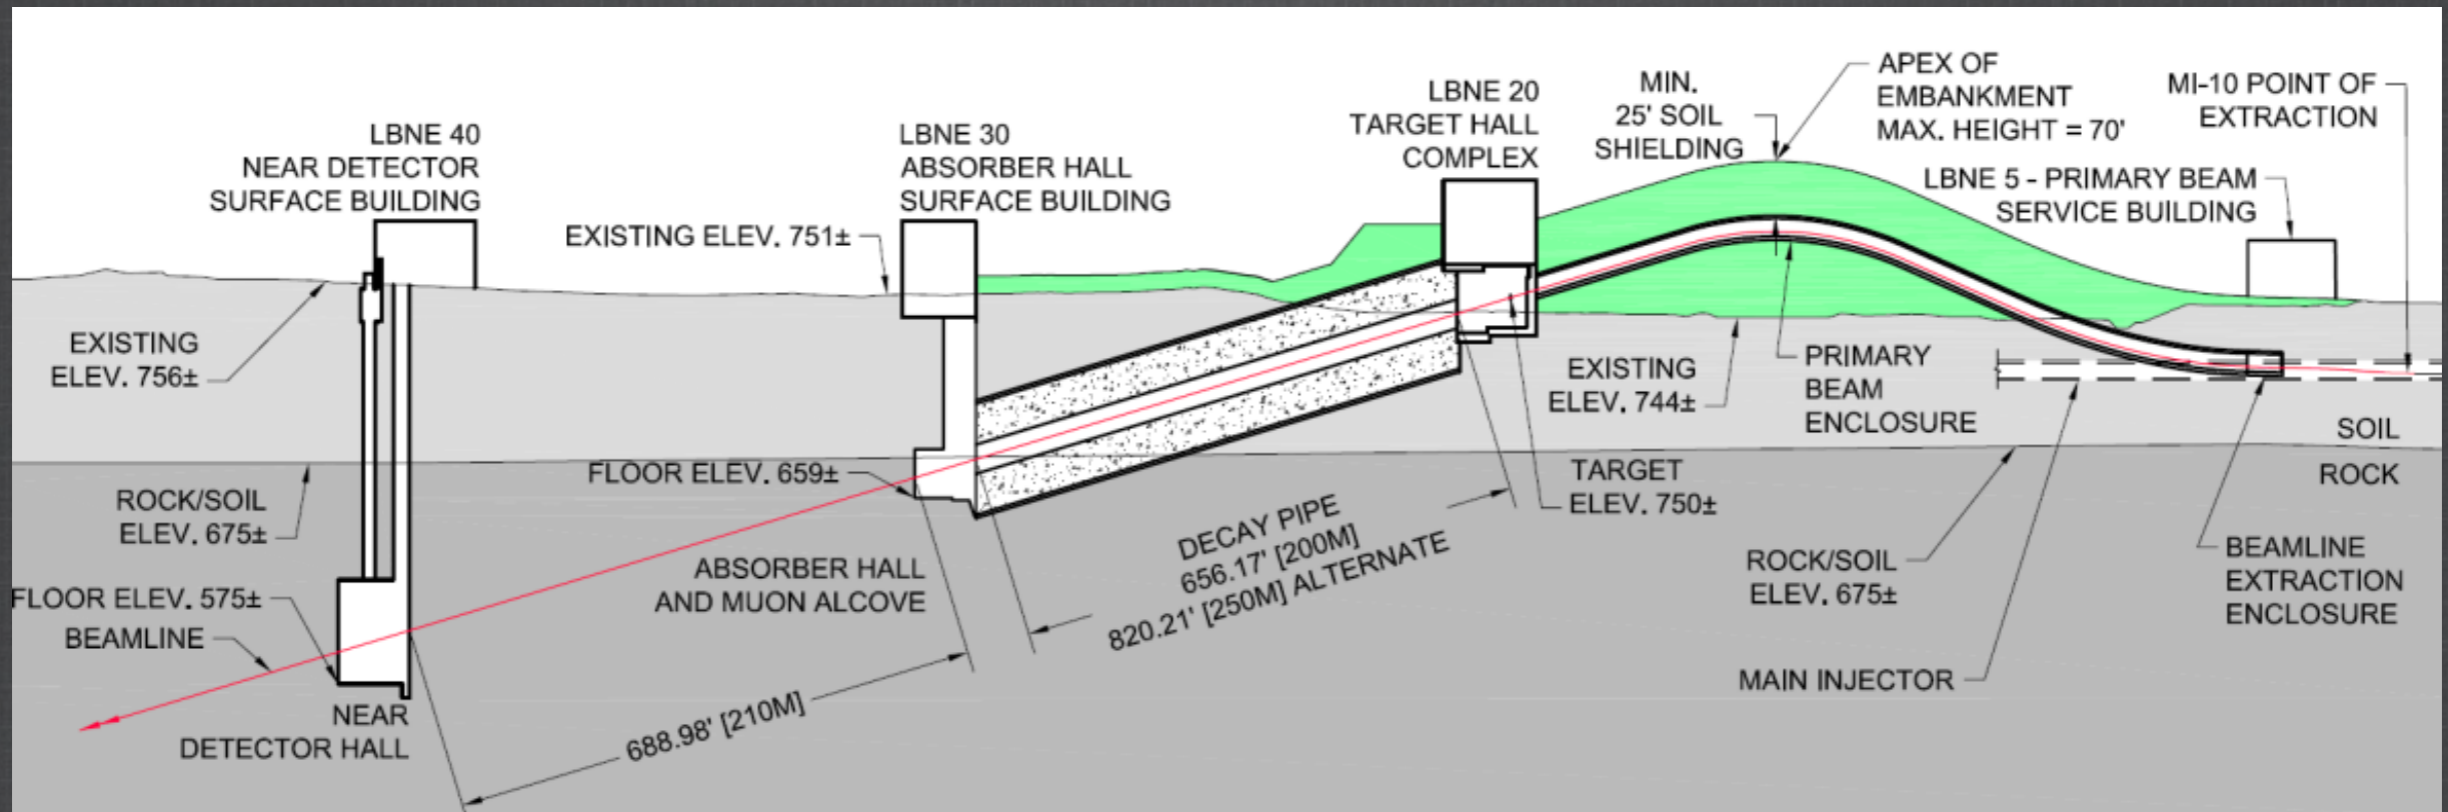 LBNE 40
NEAR DETECTOR
SURFACE BUILDING
EXISTING
ELEV. 756±
ROCK/SOIL
ELEV. 675±
FLOOR ELEV. 575±
BEAMLINE
NEAR
DETECTOR HALL
EXISTING ELEV. 751±
LBNE 30
ABSORBER HALL
SURFACE BUILDING
FLOOR ELEV. 659±
ABSORBER HALL
AND MUON ALCOVE
688.98' [210M]
DECAY PIPE
656.17' [200M]
820.21' [250M] ALTERNATE
LBNE 20
TARGET HALL
COMPLEX
MIN.
25' SOIL
SHIELDING
APEX OF
EMBANKMENT
MAX. HEIGHT = 70'
MI-10 POINT OF
EXTRACTION
LBNE 5 - PRIMARY BEAM
SERVICE BUILDING
EXISTING
ELEV. 744±
PRIMARY
BEAM
ENCLOSURE
TARGET
ELEV. 750±
SOIL
ROCK
ROCK/SOIL
ELEV. 675±
MAIN INJECTOR
BEAMLINE
EXTRACTION
ENCLOSURE